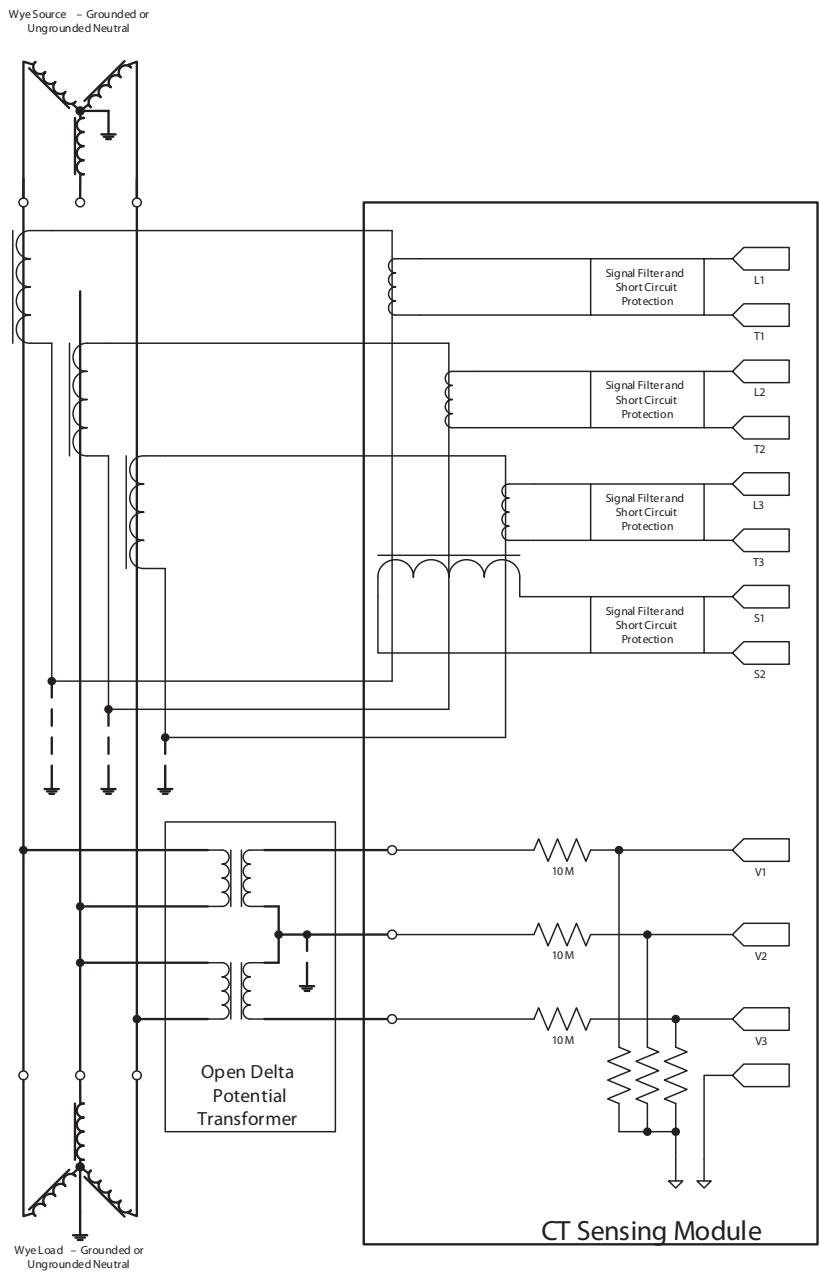 Wye Source – Grounded or
Ungrounded Neutral
Signal Filter and
Short Circuit
Protection
L1
T1
Signal Filter and
Short Circuit
Protection
L2
T2
Signal Filter and
Short Circuit
Protection
L3
T3
Signal Filter and
Short Circuit
Protection
S1
S2
10 M
V1
10 M
V2
10 M
V3
Open Delta
Potential
Transformer
CT Sensing Module
Wye Load – Grounded or
Ungrounded Neutral